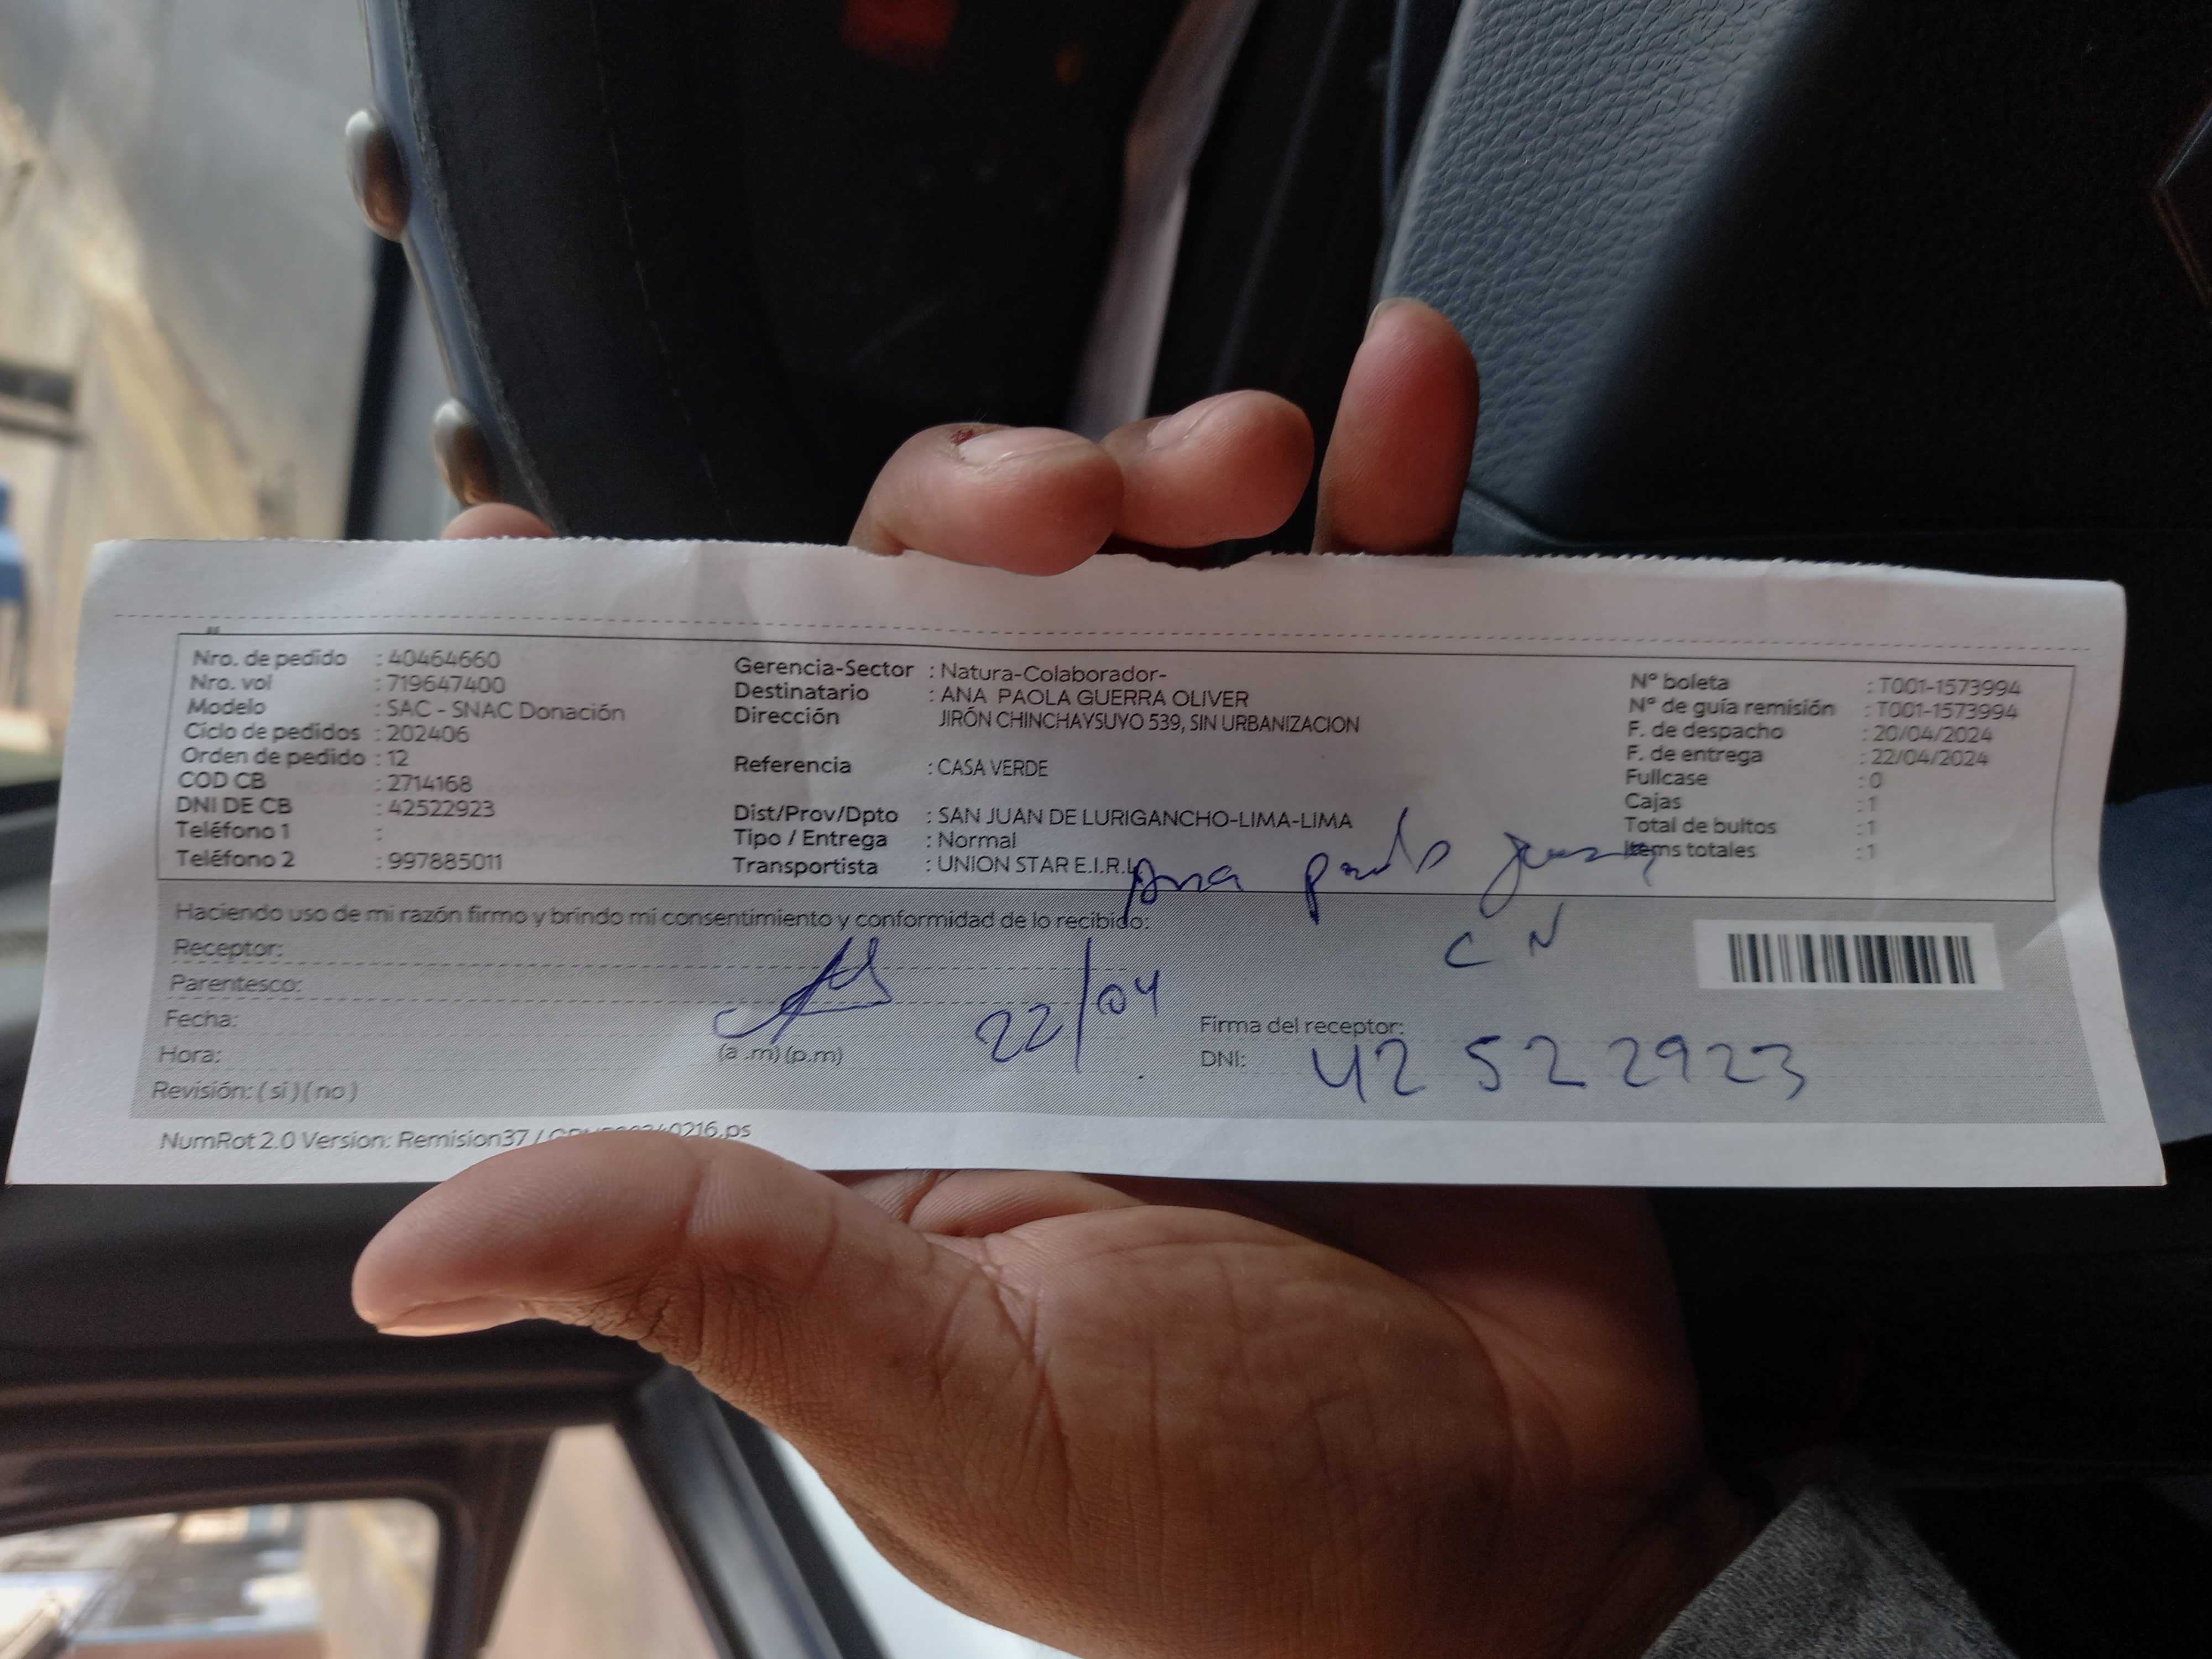 Nro. de pedido : 40464660
Nro. vol : 719647400
Modelo : SAC - SNAC Donación
Ciclo de pedidos : 202406
Orden de pedido : 12
COD CB : 2714168
DNI DE CB : 42522923
Teléfono 1 :
Teléfono 2 : 997885011
Gerencia-Sector : Natura-Colaborador-
Destinatario : ANA PAOLA GUERRA OLIVER
Dirección JIRÓN CHINCHAYSUYO 539, SIN URBANIZACION
Referencia : CASA VERDE
Dist/Prov/Dpto : SAN JUAN DE LURIGANCHO-LIMA-LIMA
Tipo / Entrega : Normal
Transportista : UNION STAR E.I.R.L
N° boleta : T001-1573994
N° de guía remisión : T001-1573994
F. de despacho : 20/04/2024
F. de entrega : 22/04/2024
Fullcase : 0
Cajas : 1
Total de bultos : 1
Items totales : 1
Ana
Haciendo uso de mi razón firmo y brindo mi consentimiento y conformidad de lo recibido:
C N
Receptor:
Parentesco:
Fecha: 22/04
Hora: (a .m) (p.m)
Revisión: ( sí ) ( no )
Firma del receptor:
DNI: 42 52 2923
NumRot 2.0 Version: Remision37 /